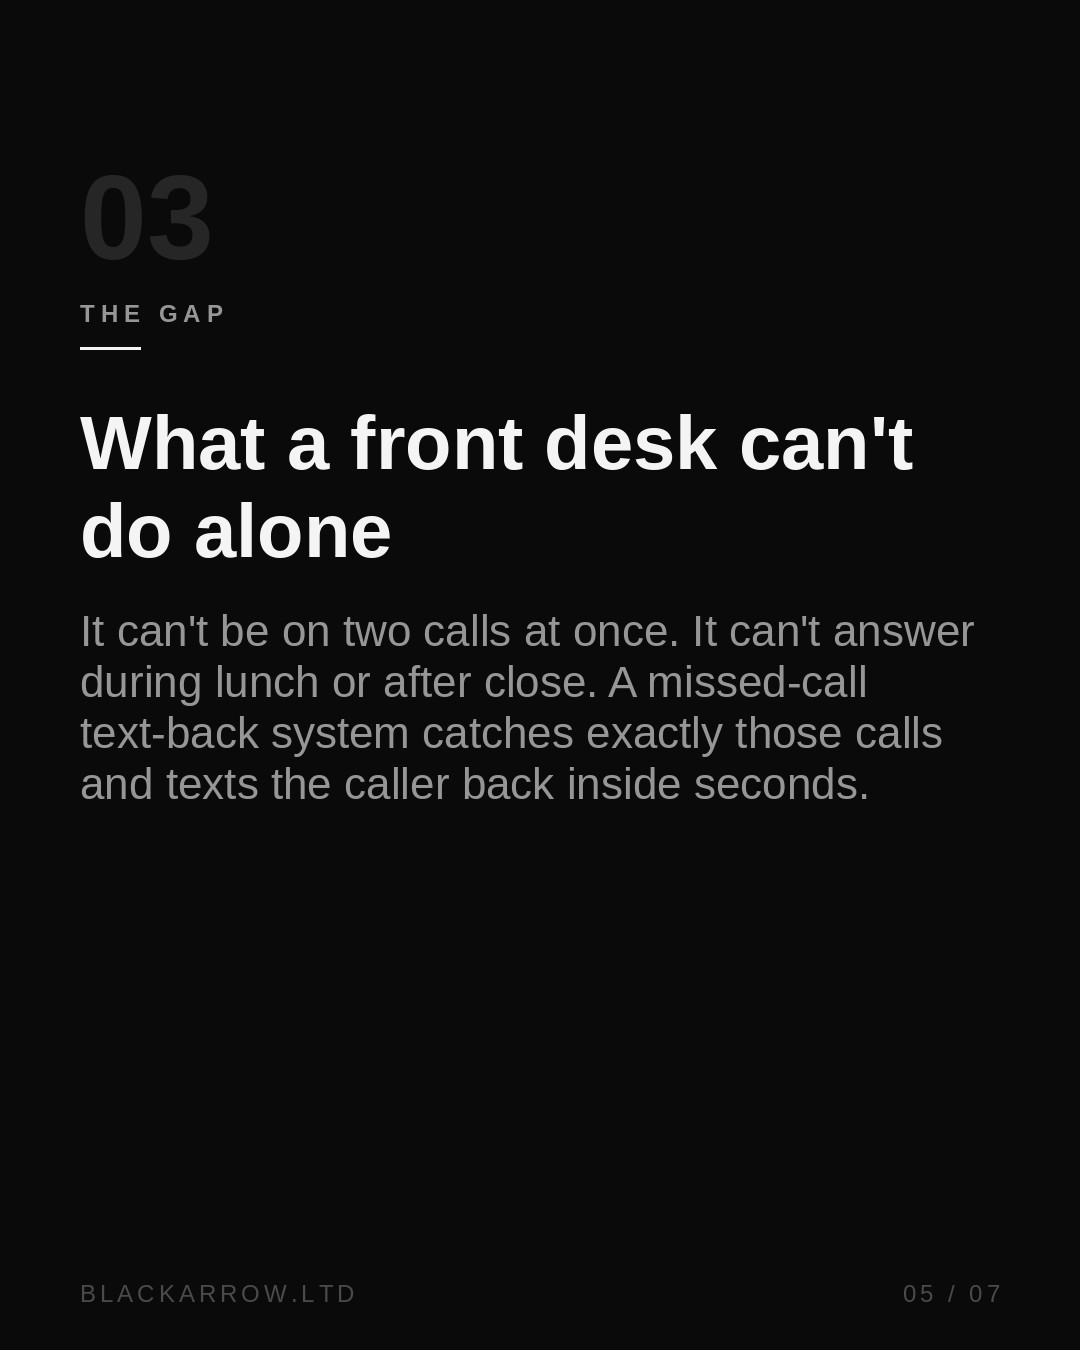 03
THE GAP
What a front desk can't
do alone
It can't be on two calls at once. It can't answer
during lunch or after close. A missed-call
text-back system catches exactly those calls
and texts the caller back inside seconds.
BLACKARROW.LTD
05 / 07